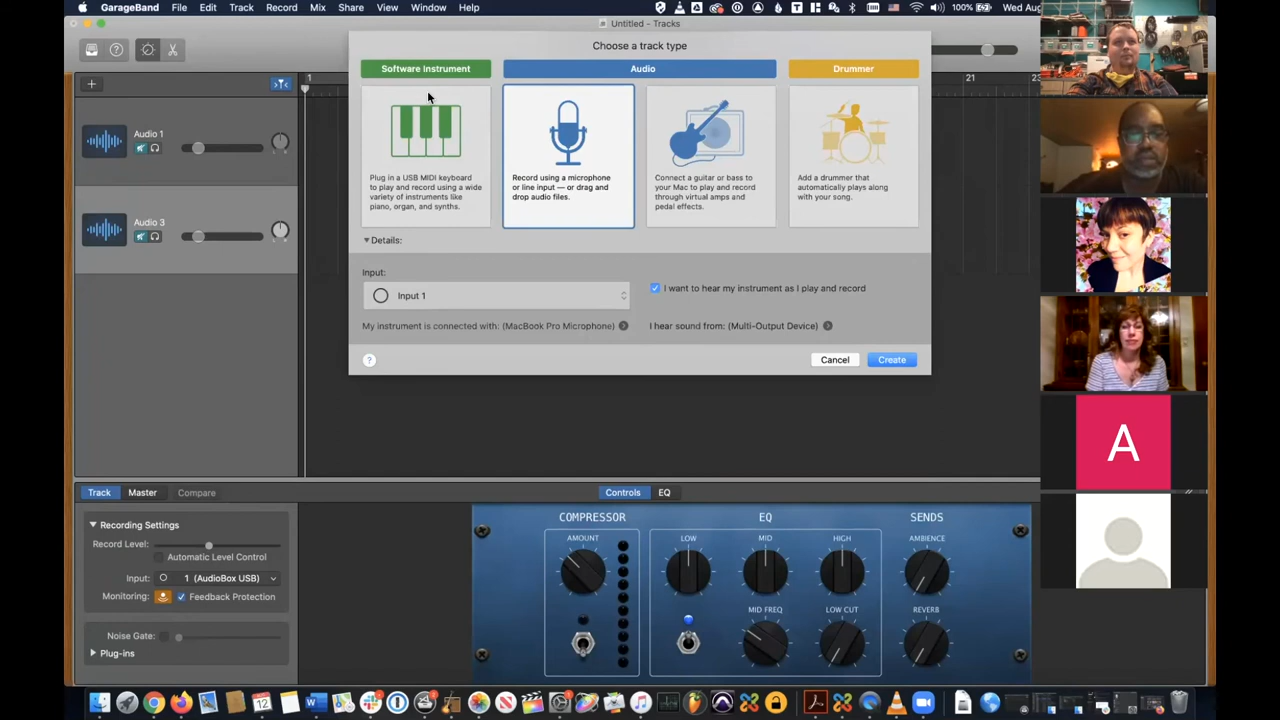 GarageBand File Edit Track Record Mix Share View Window Help
100% Wed Aug
Untitled - Tracks
Choose a track type
Software Instrument Audio Drummer
Plug in a USB MIDI keyboard
to play and record using a wide
variety of instruments like
piano, organ, and synths.
Record using a microphone
or line input — or drag and
drop audio files.
Connect a guitar or bass to
your Mac to play and record
through virtual amps and
pedal effects.
Add a drummer that
automatically plays along
with your song.
Details:
Input:
Input 1
I want to hear my instrument as I play and record
My instrument is connected with: (MacBook Pro Microphone)
I hear sound from: (Multi-Output Device)
?
Cancel Create
1 21 23
Audio 1
Audio 3
A
Track Master Compare Controls EQ
Recording Settings
Record Level:
Automatic Level Control
Input: 1 (AudioBox USB)
Monitoring: Feedback Protection
Noise Gate:
Plug-ins
COMPRESSOR EQ SENDS
AMOUNT LOW MID HIGH AMBIENCE
MID FREQ LOW CUT REVERB